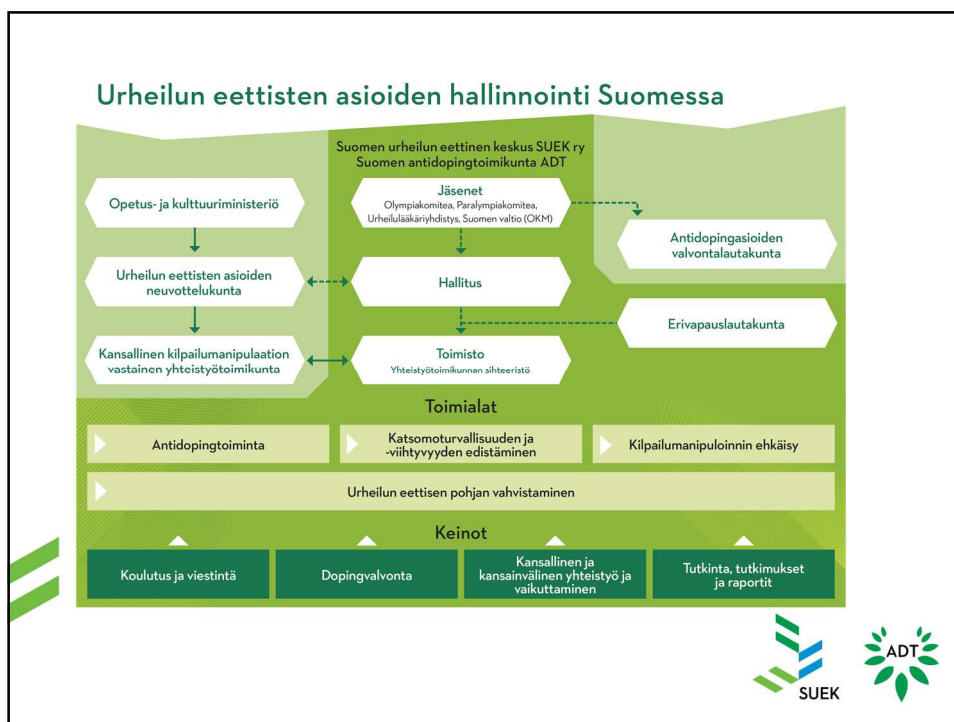 Urheilun eettisten asioiden hallinnointi Suomessa
Suomen urheilun eettinen keskus SUEK ry
Suomen antidopingtoimikunta ADT
Opetus- ja kulttuuriministeriö
Jäsenet
Olympiakomitea, Paralympiakomitea,
Urheilulääkäriyhdistys, Suomen valtio (OKM)
Antidopingasioiden
valvontalautakunta
Urheilun eettisten asioiden
neuvottelukunta
Hallitus
Erivapauslautakunta
Kansallinen kilpailumanipulaation
vastainen yhteistyötoimikunta
Toimisto
Yhteistyötoimikunnan sihteeristö
Toimialat
Antidopingtoiminta
Katsomoturvallisuuden ja
-viihtyvyyden edistäminen
Kilpailumanipuloinnin ehkäisy
Urheilun eettisen pohjan vahvistaminen
Keinot
Koulutus ja viestintä
Dopingvalvonta
Kansallinen ja
kansainvälinen yhteistyö ja
vaikuttaminen
Tutkinta, tutkimukset
ja raportit
SUEK
ADT